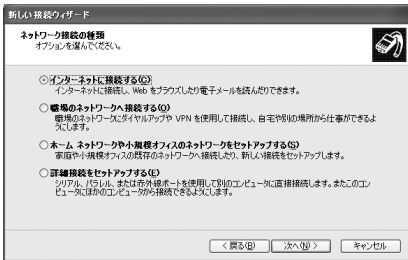 新しい接続ウィザード
ネットワーク接続の種類
オプションを選んでください。
インターネットに接続する(C)
インターネットに接続し、Web をブラウズしたり電子メールを読んだりできます。
職場のネットワークへ接続する(O)
職場のネットワークにダイヤルアップや VPN を使用して接続し、自宅や別の場所から仕事ができるよ
うにします。
ホーム ネットワークや小規模オフィスのネットワークをセットアップする(S)
家庭や小規模オフィスの既存のネットワークへ接続したり、新しい接続をセットアップします。
詳細接続をセットアップする(E)
シリアル、パラレル、または赤外線ポートを使用して別のコンピュータに直接接続します。またこのコン
ピュータにほかのコンピュータから接続できるようにします。
< 戻る(B) 次へ(N) > キャンセル